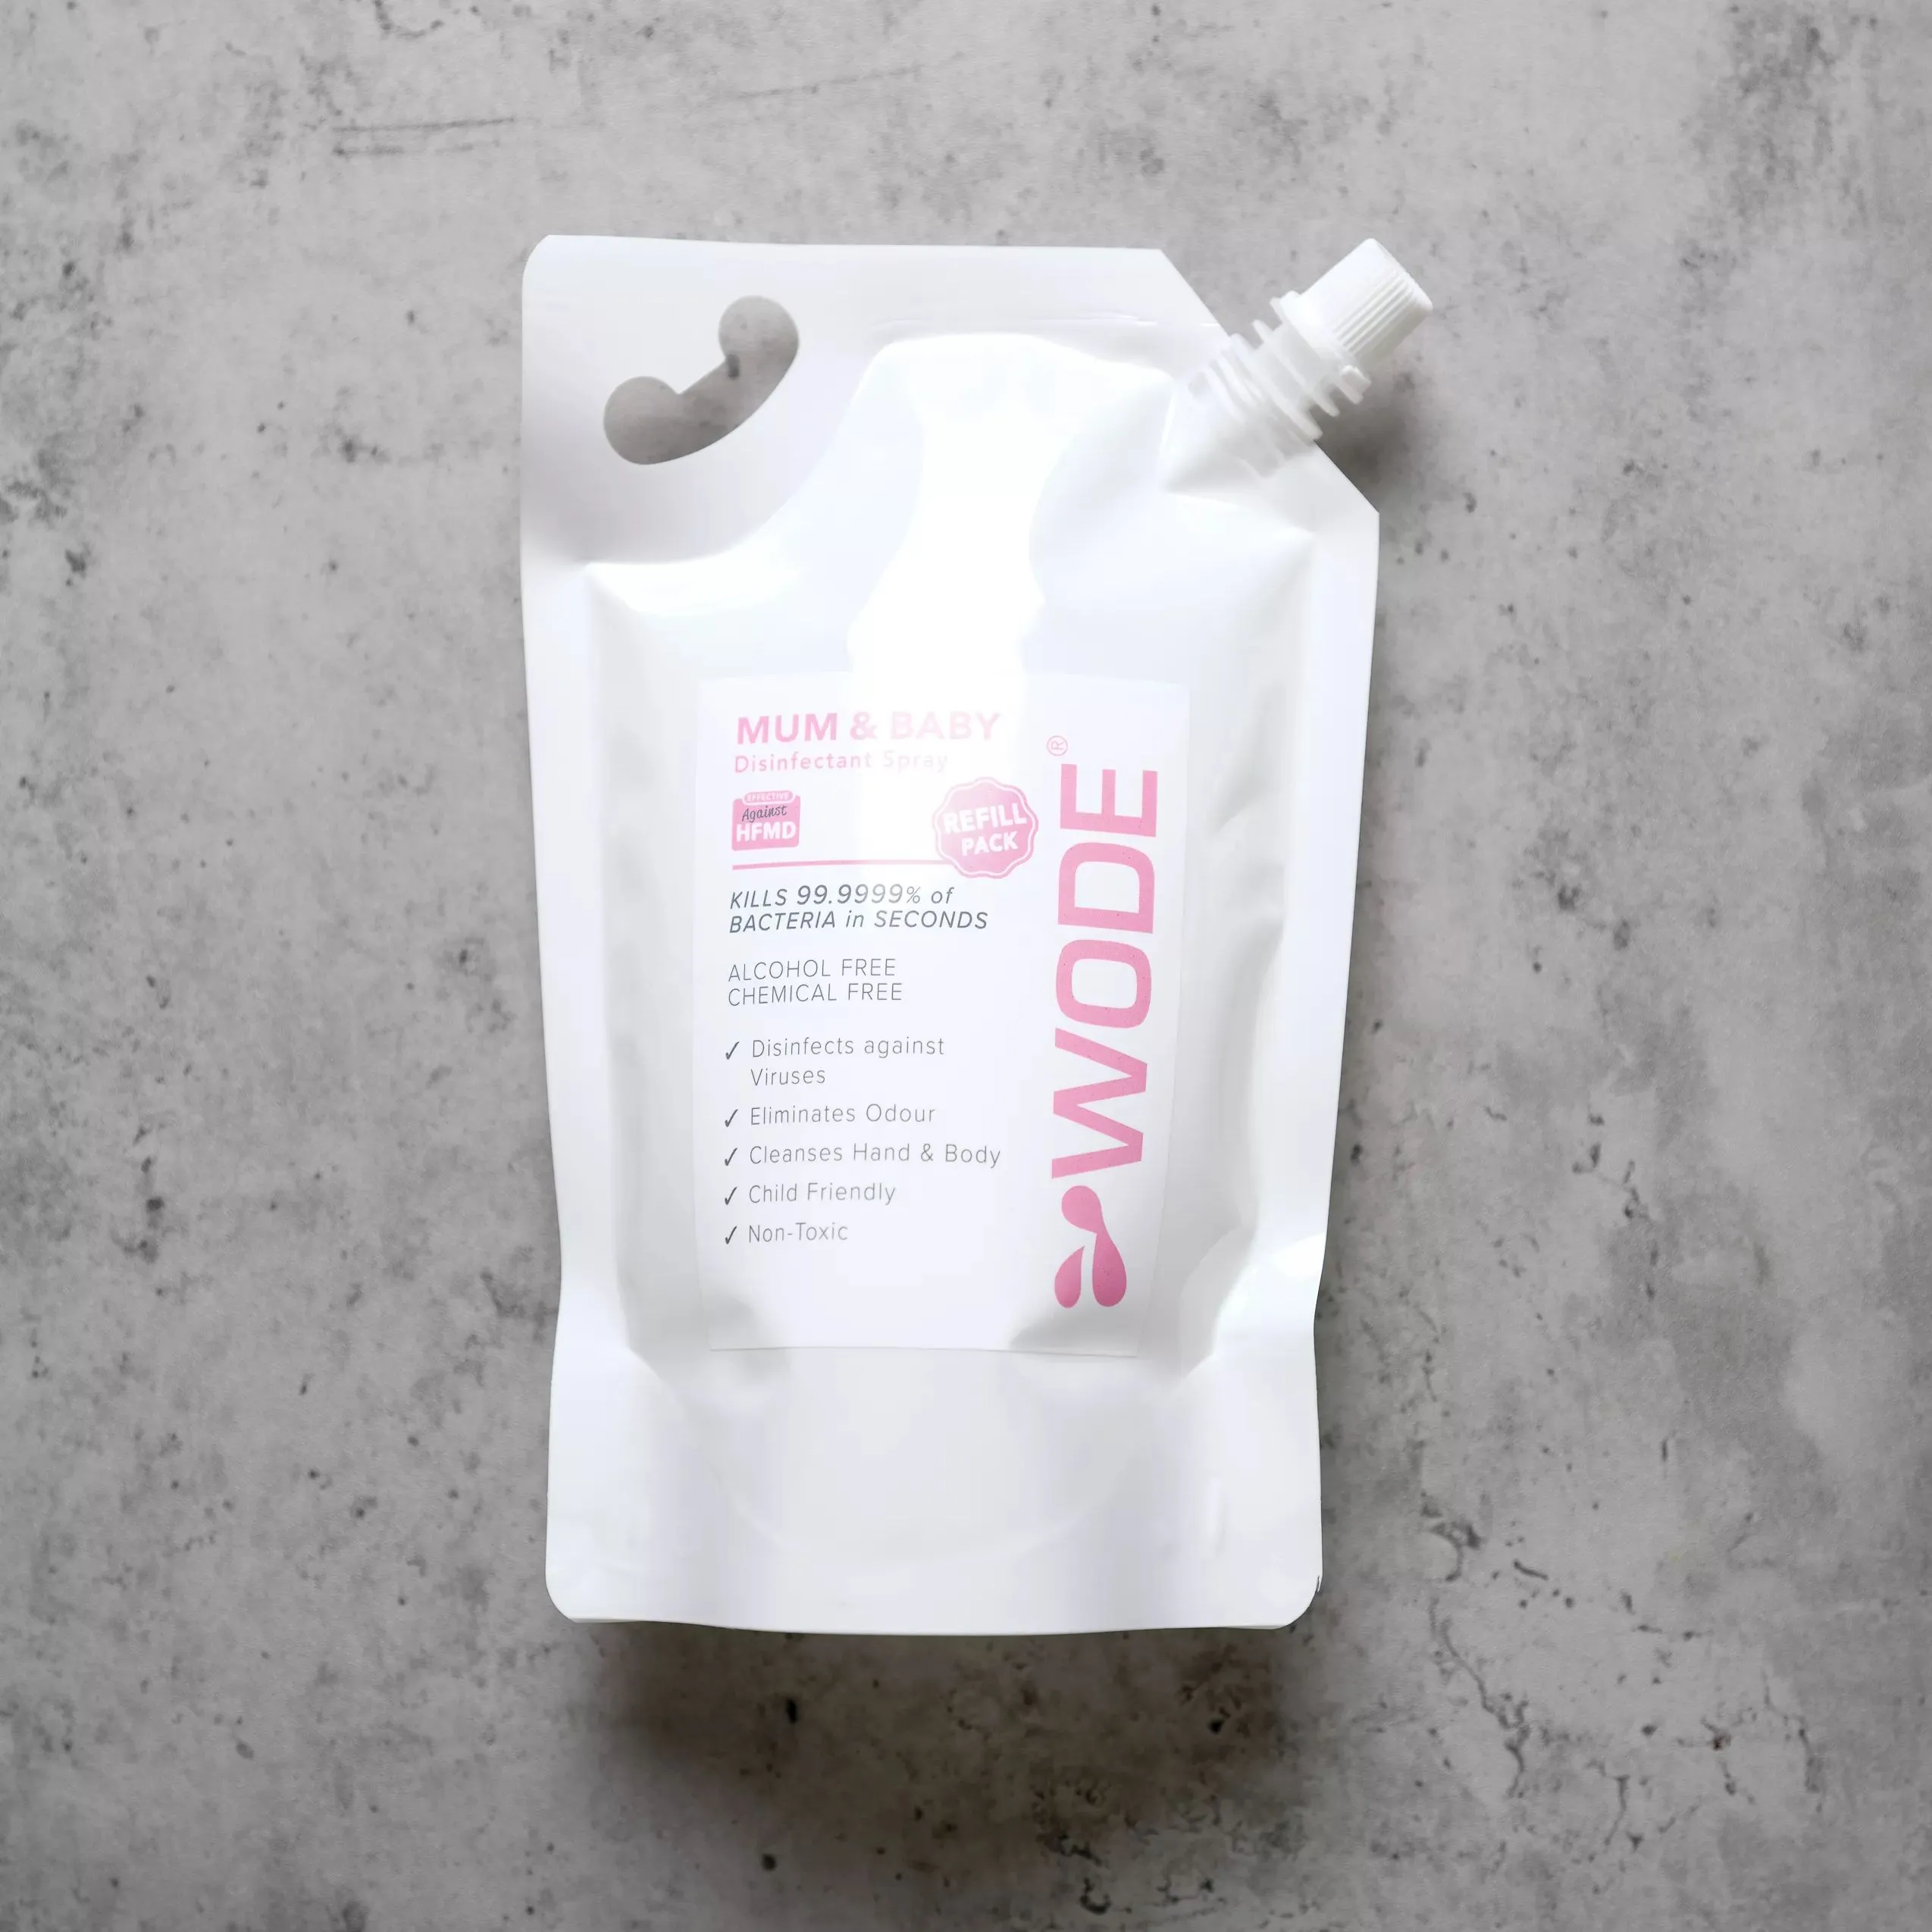 MUM & BABY
Disinfectant Spray
EFFECTIVE
Against
HFMD
REFILL
PACK
KILLS 99.9999% of
BACTERIA in SECONDS
ALCOHOL FREE
CHEMICAL FREE
✓ Disinfects against
Viruses
✓ Eliminates Odour
✓ Cleanses Hand & Body
✓ Child Friendly
✓ Non-Toxic
WODE®